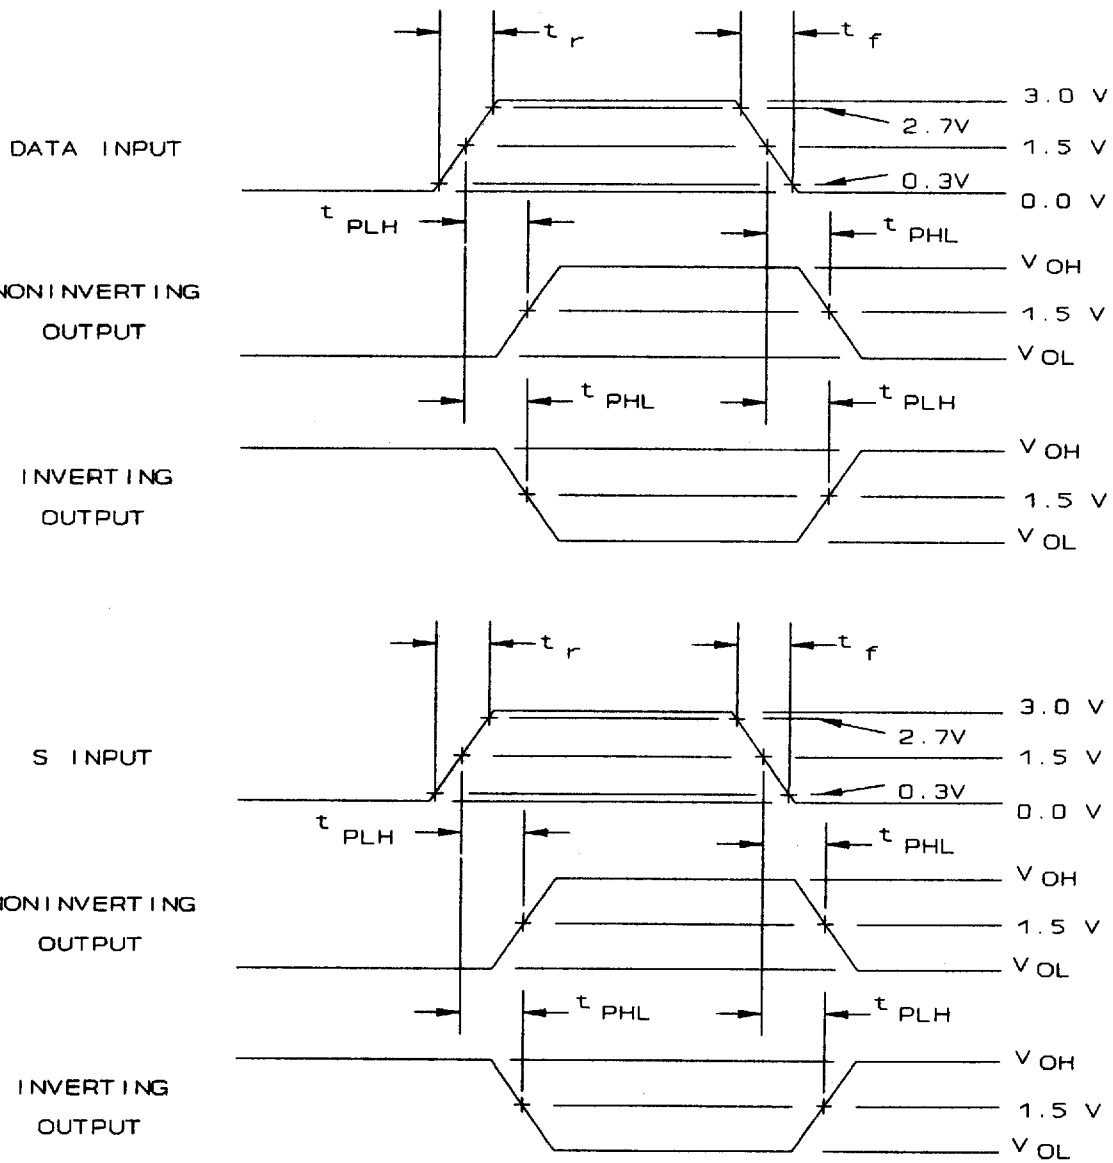 t r
t f
3.0 V
2.7V
DATA INPUT
1.5 V
0.3V
0.0 V
t PLH
t PHL
V OH
NONINVERTING
OUTPUT
1.5 V
V OL
t PHL
t PLH
V OH
INVERTING
OUTPUT
1.5 V
V OL
t r
t f
3.0 V
2.7V
S INPUT
1.5 V
0.3V
0.0 V
t PLH
t PHL
V OH
NONINVERTING
OUTPUT
1.5 V
V OL
t PHL
t PLH
V OH
INVERTING
OUTPUT
1.5 V
V OL